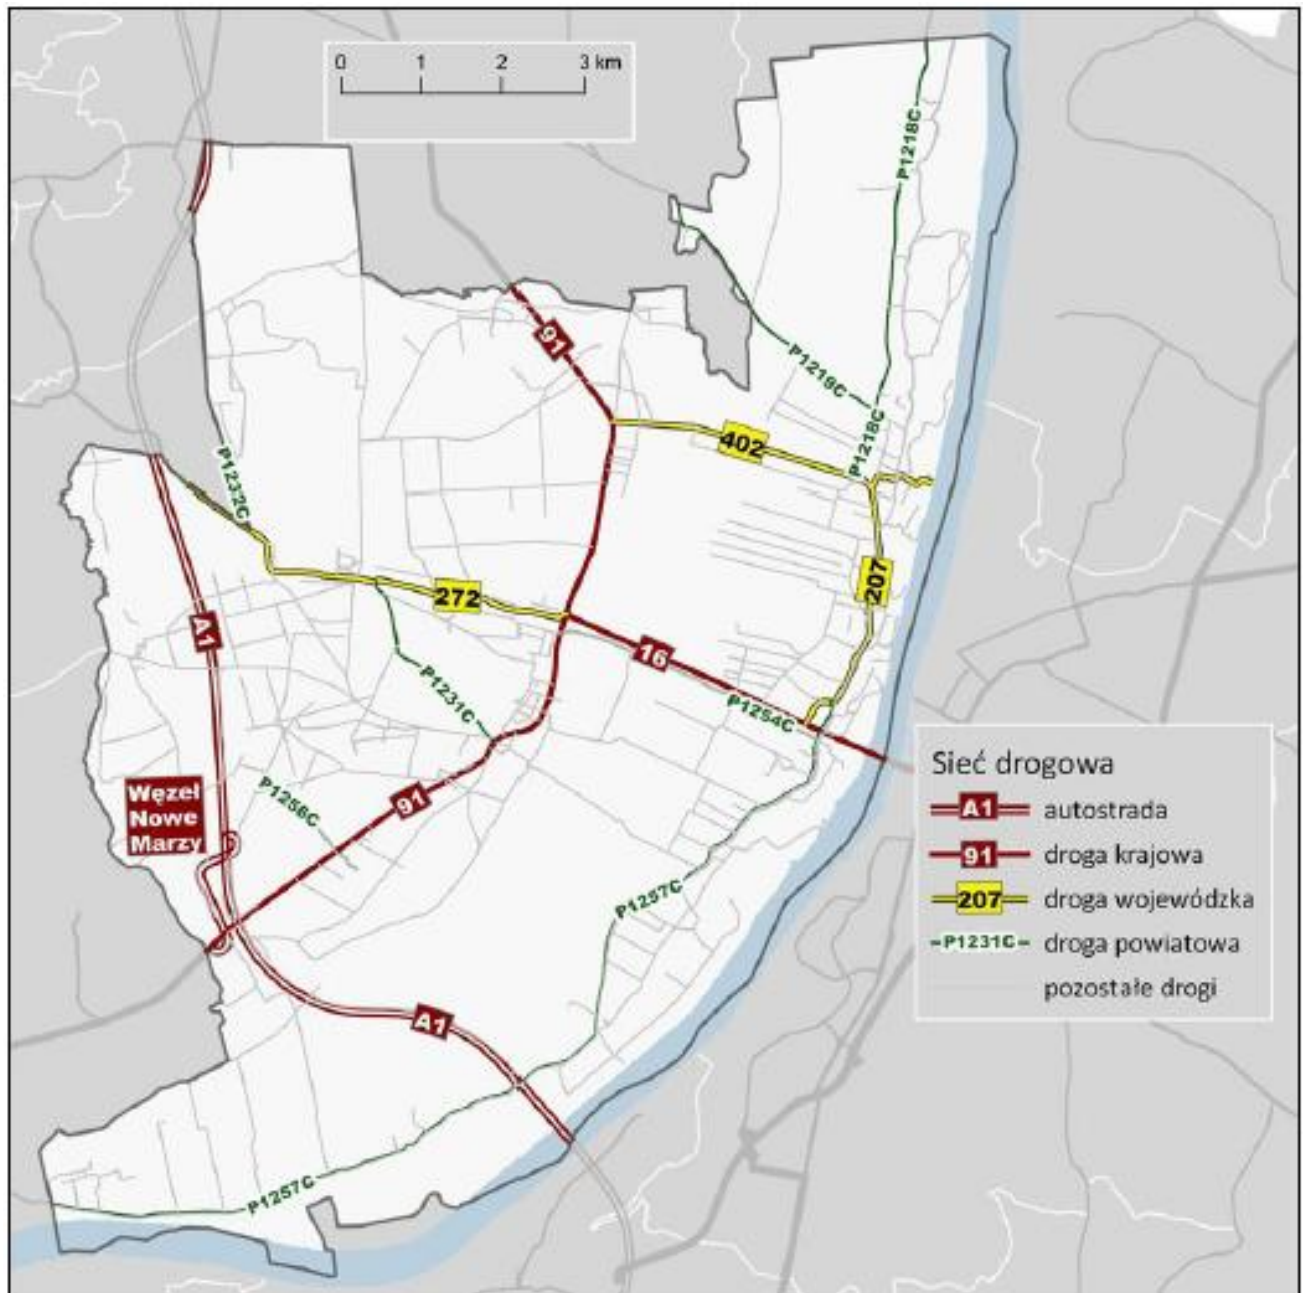 0 1 2 3 km
P1218C
91
P1219C
P1218C
402
P1232C
207
272
A1
16
P1231C
P1254C
Węzeł
Nowe
Marzy
P1258C
91
P1257C
A1
P1257C
Sieć drogowa
A1 autostrada
91 droga krajowa
207 droga wojewódzka
P1231C droga powiatowa
pozostałe drogi